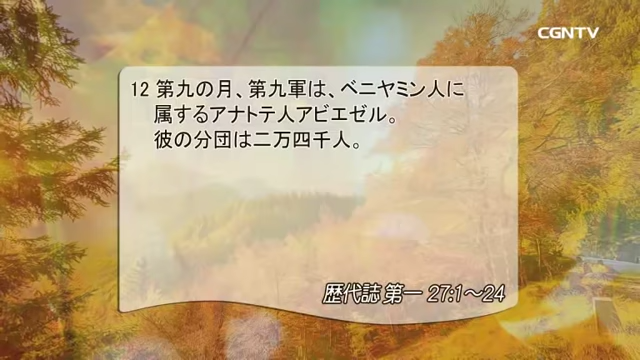 CGNTV
12 第九の月、第九軍は、ベニヤミン人に
属するアナトテ人アビエゼル。
彼の分団は二万四千人。
歴代誌 第一 27:1～24